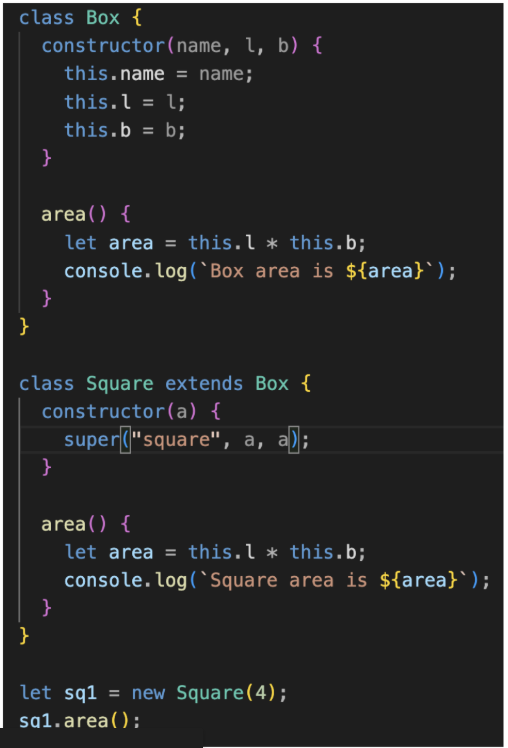 class Box {
  constructor(name, l, b) {
    this.name = name;
    this.l = l;
    this.b = b;
  }

  area() {
    let area = this.l * this.b;
    console.log(`Box area is ${area}`);
  }
}

class Square extends Box {
  constructor(a) {
    super("square", a, a);
  }

  area() {
    let area = this.l * this.b;
    console.log(`Square area is ${area}`);
  }
}

let sq1 = new Square(4);
sq1.area();